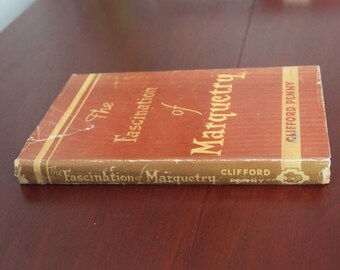 The
Fascination
of
Marquetry
CLIFFORD PENNY
The Fascination of Marquetry CLIFFORD
PENNY